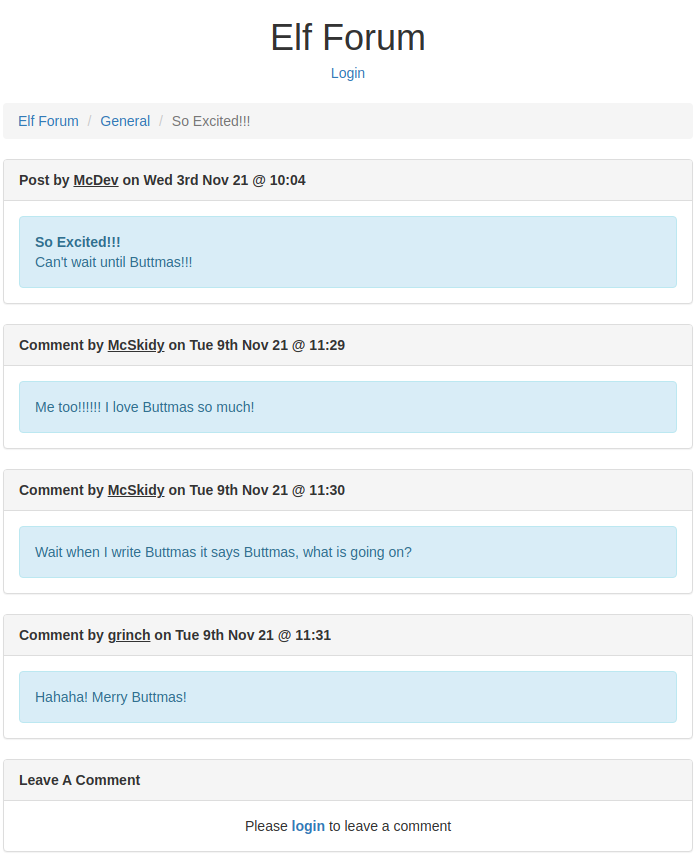 Elf Forum
Login
Elf Forum / General / So Excited!!!
Post by McDev on Wed 3rd Nov 21 @ 10:04
So Excited!!!
Can't wait until Buttmas!!!
Comment by McSkidy on Tue 9th Nov 21 @ 11:29
Me too!!!!!! I love Buttmas so much!
Comment by McSkidy on Tue 9th Nov 21 @ 11:30
Wait when I write Buttmas it says Buttmas, what is going on?
Comment by grinch on Tue 9th Nov 21 @ 11:31
Hahaha! Merry Buttmas!
Leave A Comment
Please login to leave a comment